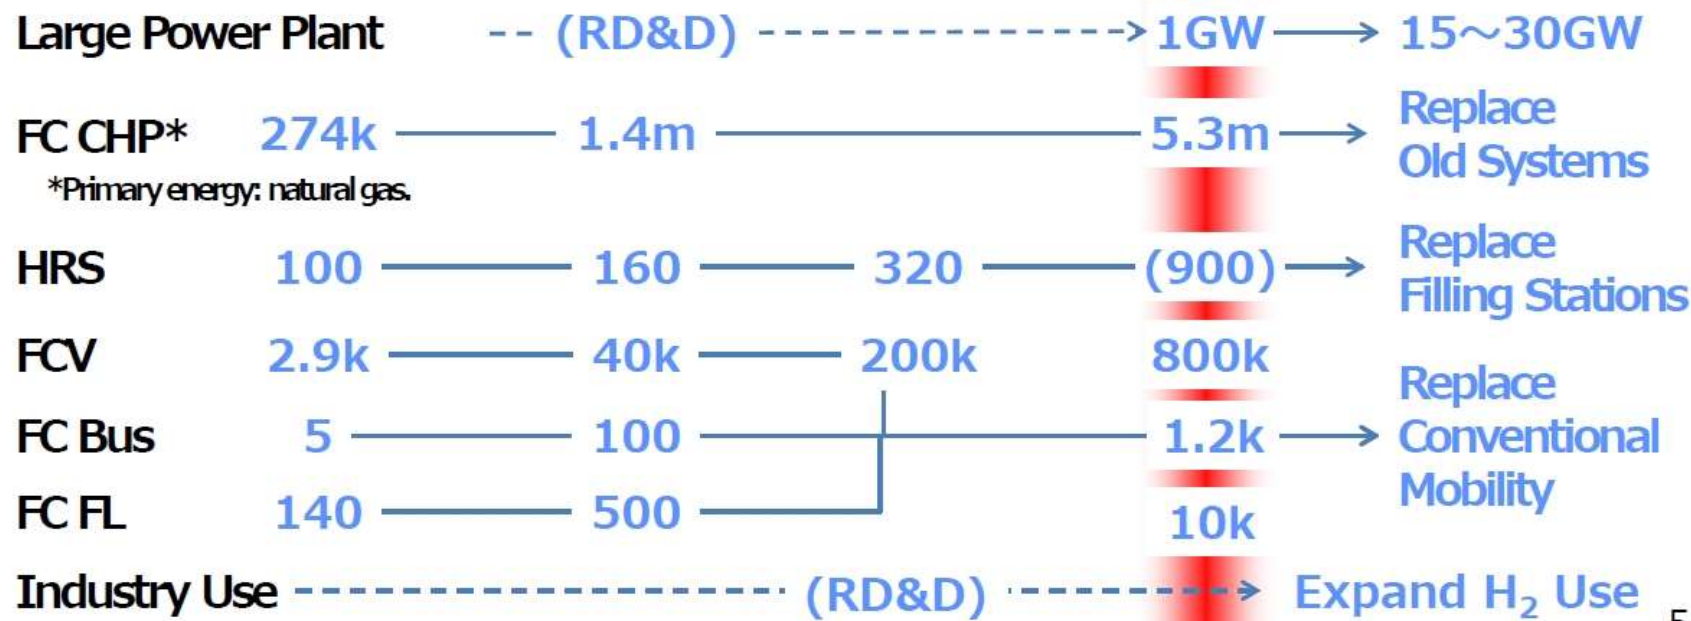 Large Power Plant (RD&D) 1GW 15～30GW
FC CHP* 274k 1.4m 5.3m Replace
Old Systems
*Primary energy: natural gas.
HRS 100 160 320 (900) Replace
Filling Stations
FCV 2.9k 40k 200k 800k
FC Bus 5 100 1.2k Replace
Conventional
Mobility
FC FL 140 500 10k
Industry Use (RD&D) Expand H₂ Use